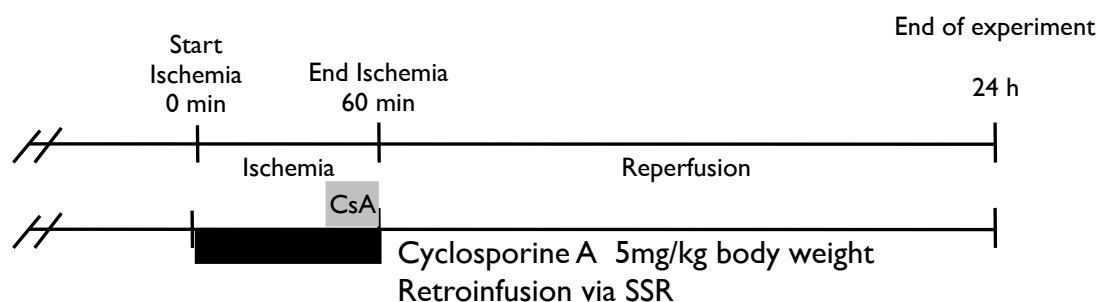 End of experiment
Start
Ischemia
0 min
End Ischemia
60 min
24 h
Ischemia
Reperfusion
CsA
Cyclosporine A 5mg/kg body weight
Retroinfusion via SSR